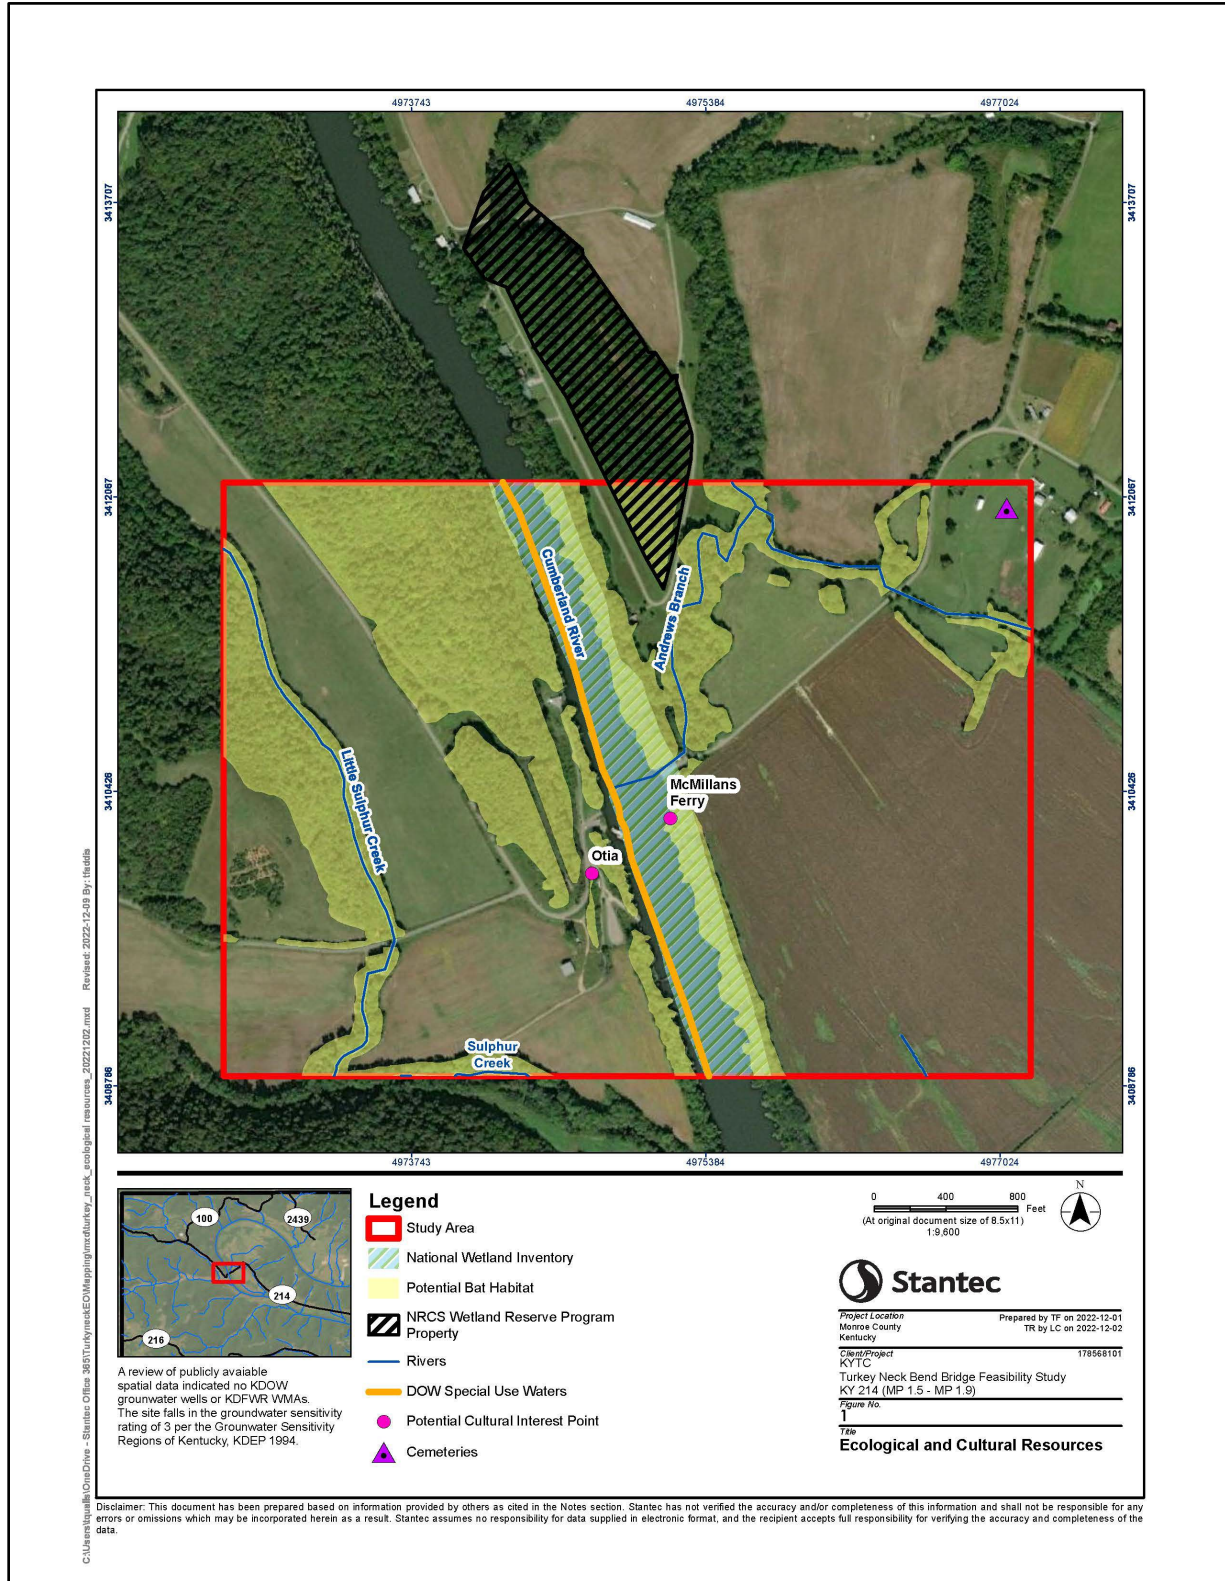 4973743
4975384
4977024
3413707
3413707
3412067
3412067
Cumberland River
Andrews Branch
Little Sulphur Creek
3410426
3410426
McMillans
Ferry
Otia
Sulphur
Creek
3408786
3408786
4973743
4975384
4977024
100
2439
214
216
A review of publicly avaiable
spatial data indicated no KDOW
grounwater wells or KDFWR WMAs.
The site falls in the groundwater sensitivity
rating of 3 per the Grounwater Sensitivity
Regions of Kentucky, KDEP 1994.
Legend
Study Area
National Wetland Inventory
Potential Bat Habitat
NRCS Wetland Reserve Program
Property
Rivers
DOW Special Use Waters
Potential Cultural Interest Point
Cemeteries
0 400 800
Feet
(At original document size of 8.5x11)
1:9,600
N
Stantec
Project Location
Monroe County
Kentucky
Prepared by TF on 2022-12-01
TR by LC on 2022-12-02
Client/Project 178568101
KYTC
Turkey Neck Bend Bridge Feasibility Study
KY 214 (MP 1.5 - MP 1.9)
Figure No.
1
Title
Ecological and Cultural Resources
Disclaimer: This document has been prepared based on information provided by others as cited in the Notes section. Stantec has not verified the accuracy and/or completeness of this information and shall not be responsible for any
errors or omissions which may be incorporated herein as a result. Stantec assumes no responsibility for data supplied in electronic format, and the recipient accepts full responsibility for verifying the accuracy and completeness of the
data.
Revised: 2022-12-09 By: